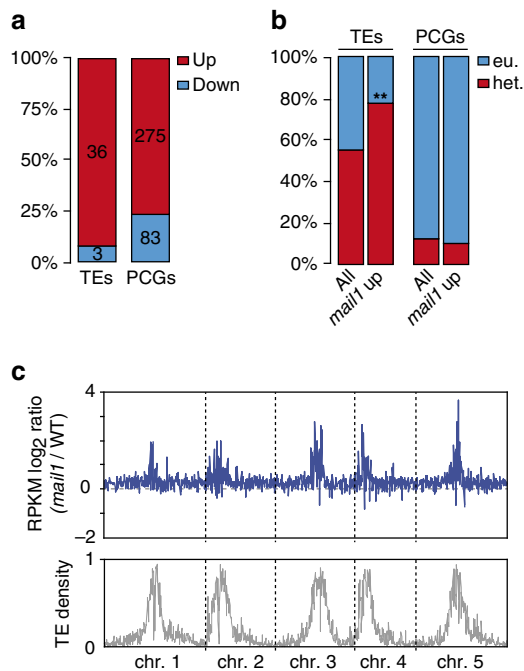 a
Up
Down
100%
75%
50%
25%
0%
36
3
275
83
TEs PCGs
b
TEs PCGs
eu.
het.
100%
80%
60%
40%
20%
0%
**
All
mail1 up
All
mail1 up
c
RPKM log2 ratio
(mail1 / WT)
4
2
0
−2
TE density
1
0
chr. 1 chr. 2 chr. 3 chr. 4 chr. 5